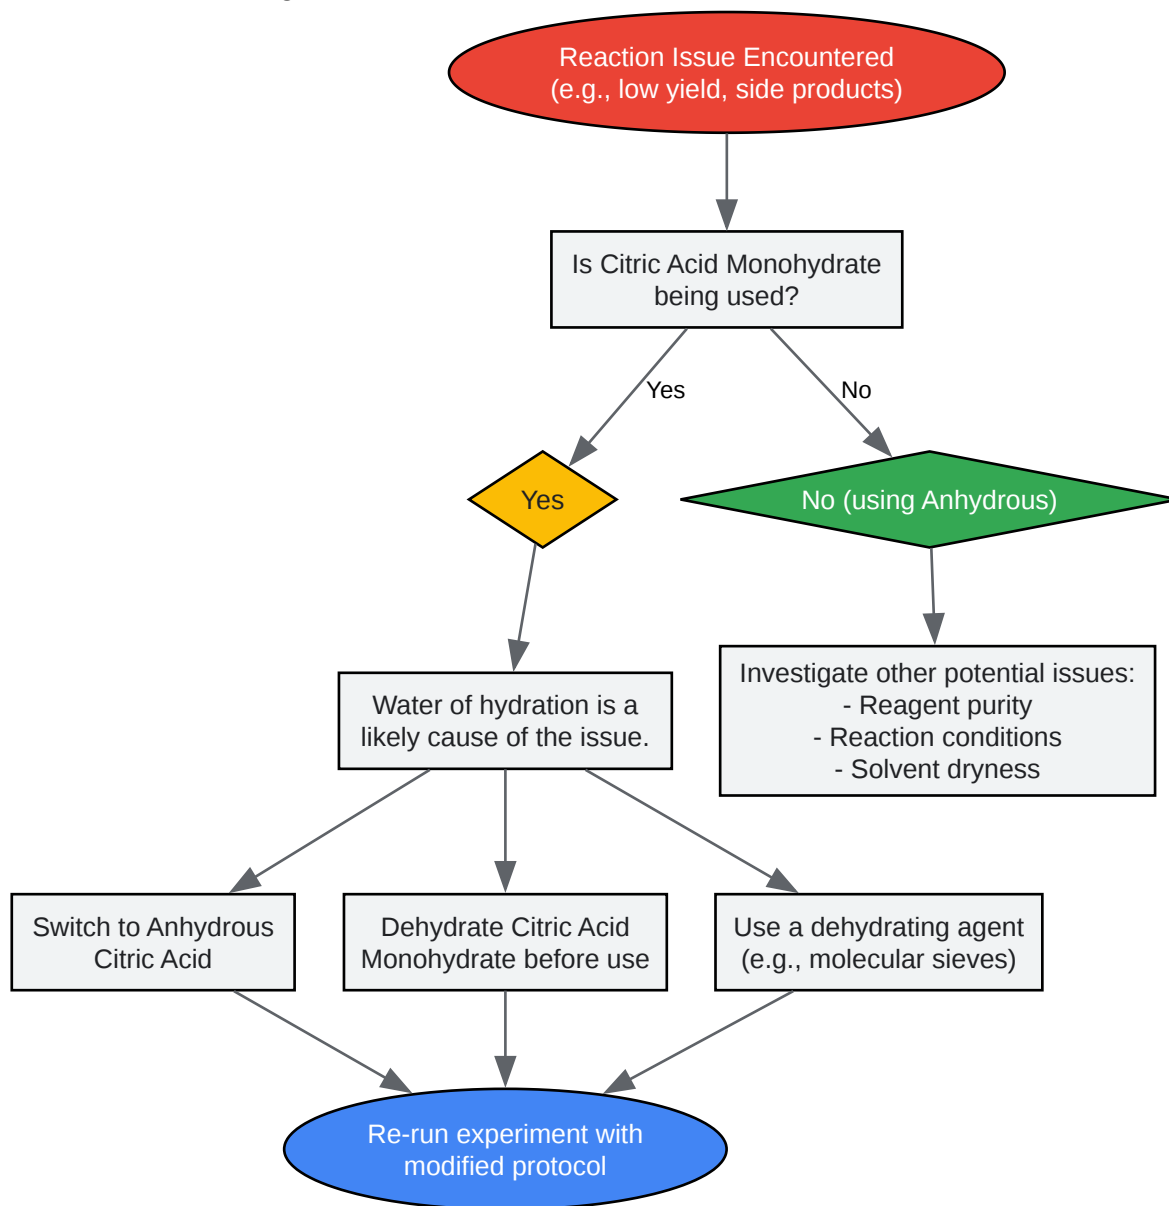 Reaction Issue Encountered
(e.g., low yield, side products)
Is Citric Acid Monohydrate
being used?
Yes
No
Yes
No (using Anhydrous)
Water of hydration is a
likely cause of the issue.
Investigate other potential issues:
- Reagent purity
- Reaction conditions
- Solvent dryness
Switch to Anhydrous
Citric Acid
Dehydrate Citric Acid
Monohydrate before use
Use a dehydrating agent
(e.g., molecular sieves)
Re-run experiment with
modified protocol